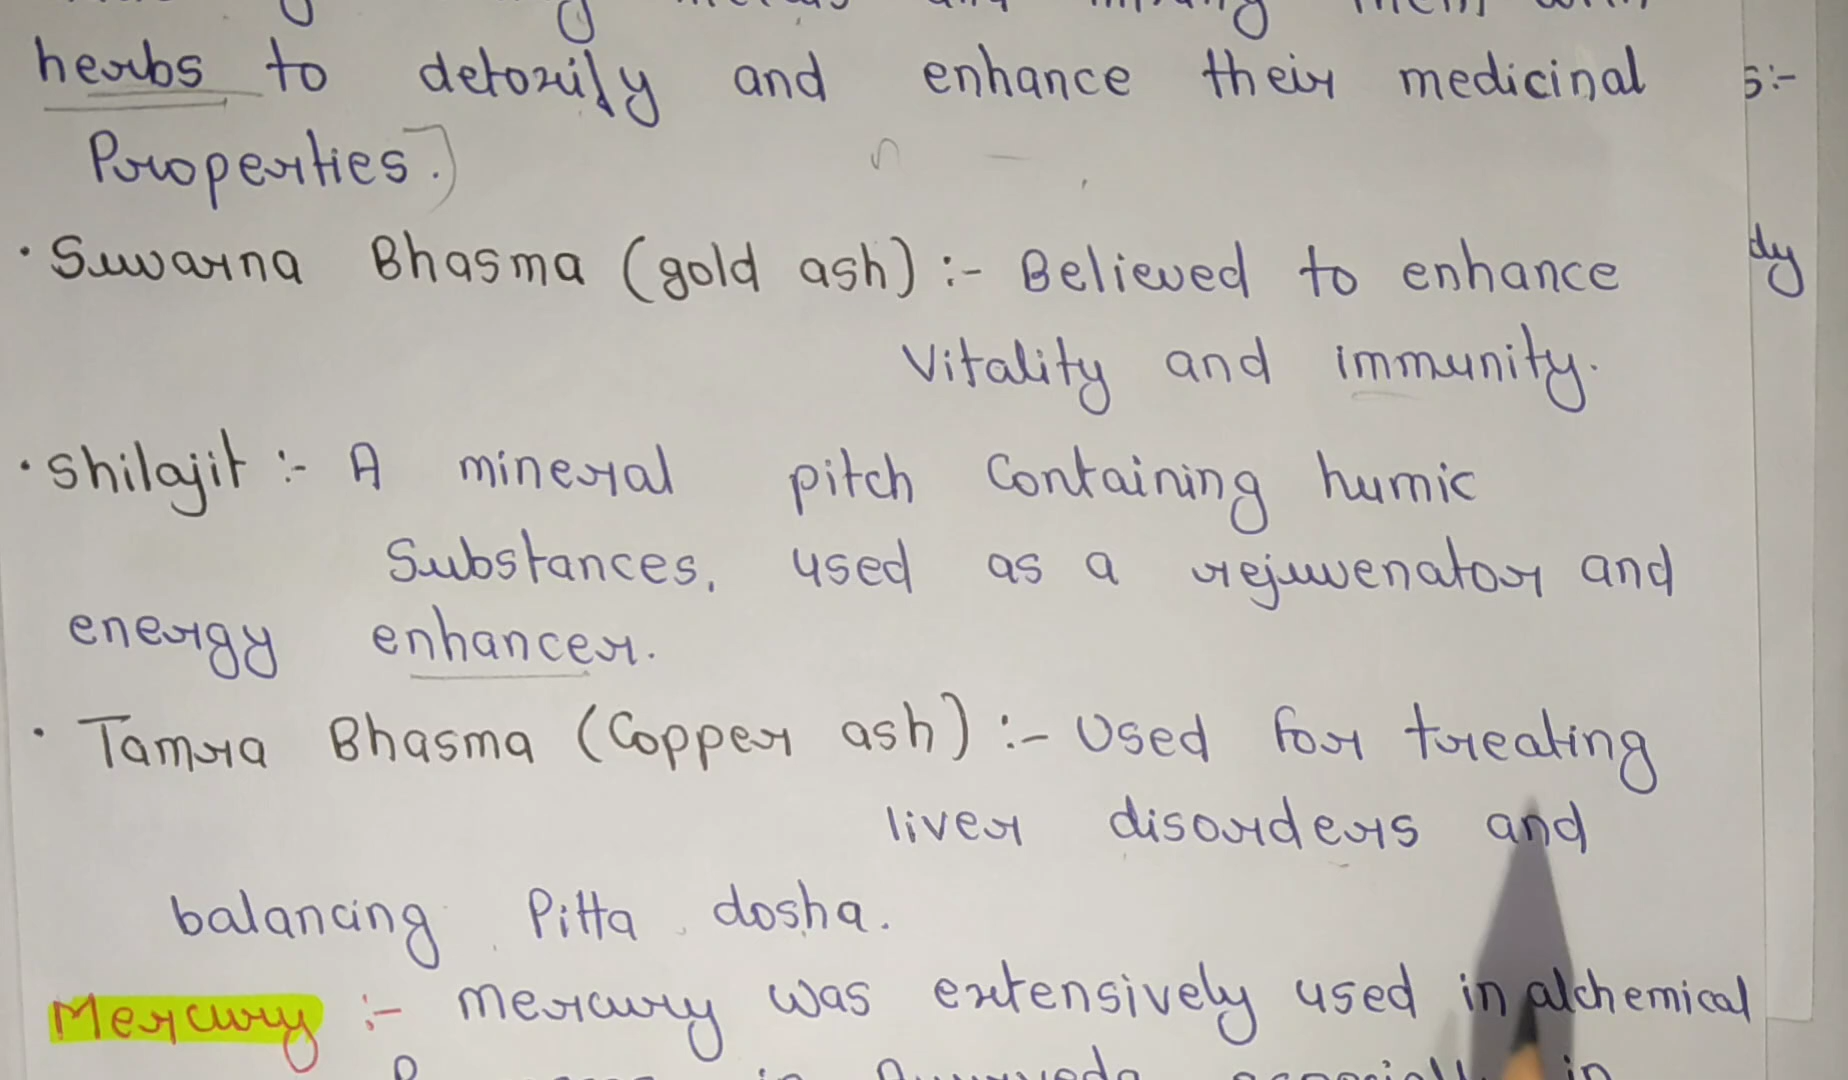 herbs to detoxify and enhance their medicinal
Properties.)
• Suwarna Bhasma (gold ash) :- Believed to enhance
Vitality and immunity.
• Shilajit :- A mineral pitch Containing humic
Substances, used as a rejuvenator and
energy enhancer.
• Tamra Bhasma (Copper ash) :- Used for treating
liver disorders and
balancing Pitta dosha.
Mercury :- Mercury was extensively used in alchemical
s:-
dy